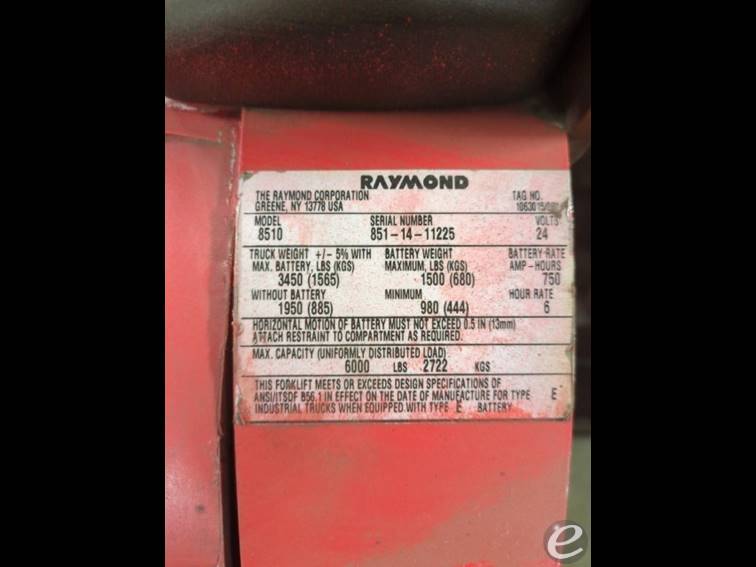 RAYMOND
THE RAYMOND CORPORATION TAG NO.
GREENE, NY 13778 USA
MODEL SERIAL NUMBER VOLTS
8510 851-14-11225 24
TRUCK WEIGHT +/- 5% WITH BATTERY WEIGHT BATTERY RATE
MAX. BATTERY, LBS (KGS) MAXIMUM, LBS (KGS) AMP-HOURS
3450 (1565) 1500 (680) 750
WITHOUT BATTERY MINIMUM HOUR RATE
1950 (885) 980 (444) 6
HORIZONTAL MOTION OF BATTERY MUST NOT EXCEED 0.5 IN (13mm)
ATTACH RESTRAINT TO COMPARTMENT AS REQUIRED.
MAX. CAPACITY (UNIFORMLY DISTRIBUTED LOAD)
6000 LBS 2722 KGS
THIS FORKLIFT MEETS OR EXCEEDS DESIGN SPECIFICATIONS OF
ANSI/ITSDF B56.1 IN EFFECT ON THE DATE OF MANUFACTURE FOR TYPE E
INDUSTRIAL TRUCKS WHEN EQUIPPED WITH TYPE E BATTERY
e